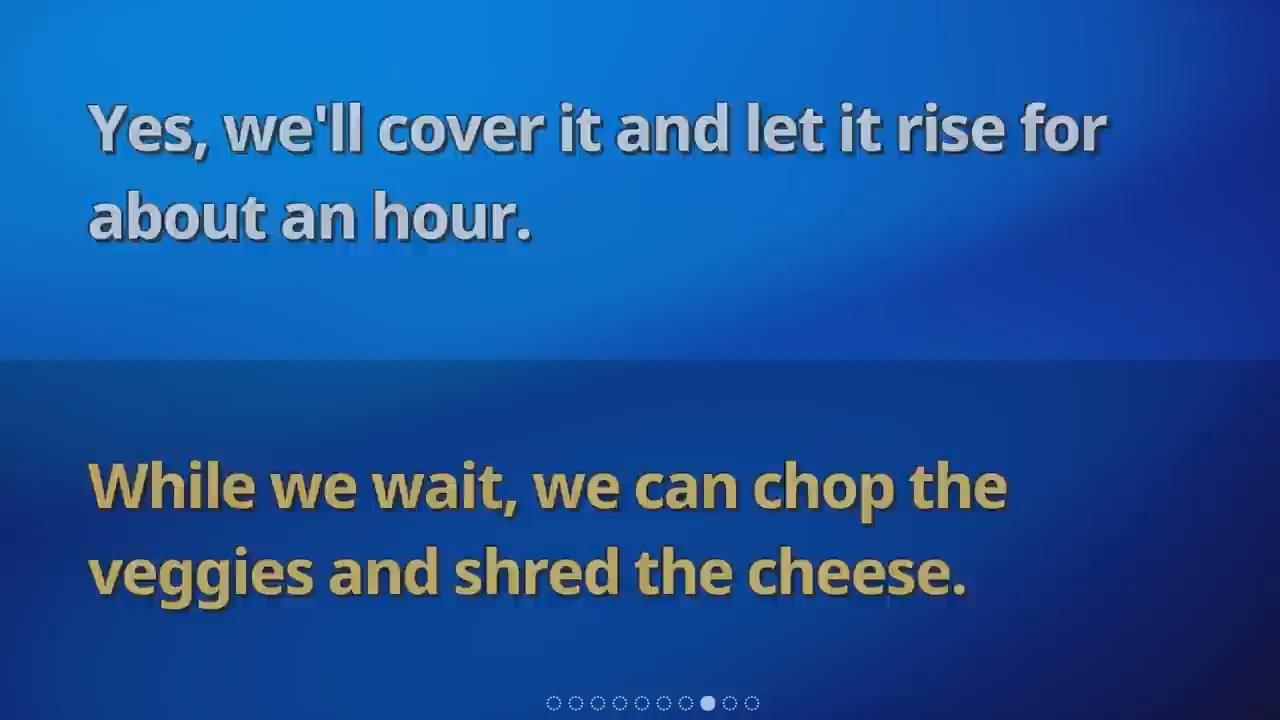 Yes, we'll cover it and let it rise for
about an hour.
While we wait, we can chop the
veggies and shred the cheese.